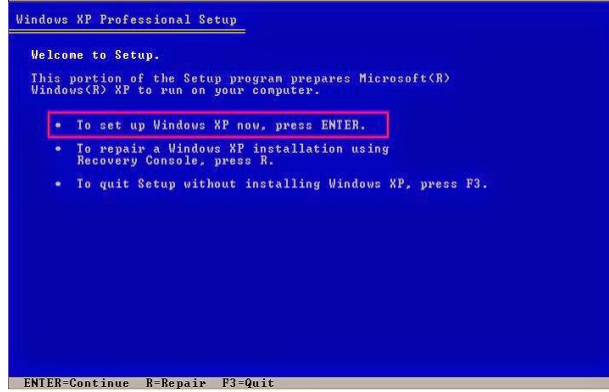 Windows XP Professional Setup
Welcome to Setup.
This portion of the Setup program prepares Microsoft(R)
Windows(R) XP to run on your computer.
• To set up Windows XP now, press ENTER.
• To repair a Windows XP installation using
Recovery Console, press R.
• To quit Setup without installing Windows XP, press F3.
ENTER=Continue R=Repair F3=Quit